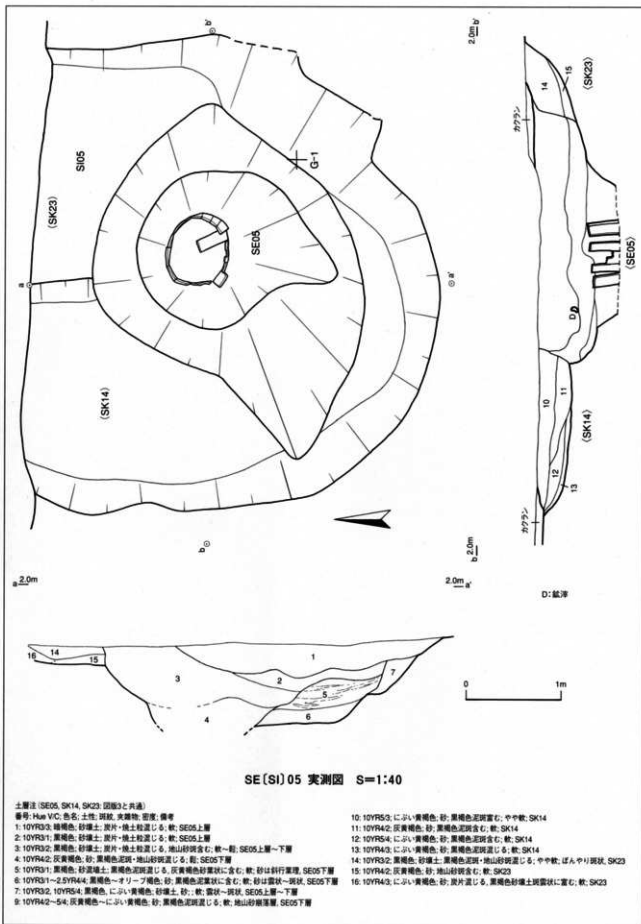 b'
2.0m b'
SI05
(SK23)
G-1
SE05
a
a'
(SK14)
b
カクラン
14
15
(SK23)
(SE05)
D
10
11
12
13
(SK14)
カクラン
2.0m
b
a 2.0m
2.0m a'
D:鉱滓
16
14
15
1
2
3
4
5
6
7
0 1m
SE〔SI〕05 実測図 S=1:40
土層注(SE05, SK14, SK23: 図版3と共通)
番号: Hue V/C; 色名; 土性; 斑紋, 夾雑物; 密度; 備考
1: 10YR3/3; 暗褐色; 砂壌土; 炭片・焼土粒混じる; 軟; SE05上層
2: 10YR3/1; 黒褐色; 砂壌土; 炭片・焼土粒混じる; 軟; SE05上層
3: 10YR3/2; 黒褐色; 砂壌土; 炭片・焼土粒混じる, 地山砂斑含む; 軟～鬆; SE05上層～下層
4: 10YR4/2; 灰黄褐色; 砂; 黒褐色泥斑・地山砂斑混じる; 鬆; SE05下層
5: 10YR3/1; 黒褐色; 砂壌土; 黒褐色泥斑混じる, 灰黄褐色砂葉状に含む; 軟; 砂は斜行葉理, SE05下層
6: 10YR3/1～2.5YR4/4; 黒褐色～オリーブ褐色; 砂; 黒褐色泥葉状に含む; 軟; 砂は雲状～斑状, SE05下層
7: 10YR3/2, 10YR5/4; 黒褐色, にぶい黄褐色; 砂壌土, 砂; ; 軟; 雲状～斑状, SE05上層～下層
9: 10YR4/2～5/4; 灰黄褐色～にぶい黄褐色; 砂; 黒褐色泥斑混じる; 軟; 地山砂崩落層, SE05下層
10: 10YR5/3; にぶい黄褐色; 砂; 黒褐色泥斑富む; やや軟; SK14
11: 10YR4/2; 灰黄褐色; 砂; 黒褐色泥斑含む; 軟; SK14
12: 10YR5/4; にぶい黄褐色; 砂; 黒褐色泥斑含む; 軟; SK14
13: 10YR4/3; にぶい黄褐色; 砂; 黒褐色泥斑混じる; 軟; SK14
14: 10YR3/2; 黒褐色; 砂壌土; 黒褐色泥斑・地山砂斑混じる; やや軟; ぼんやり斑状, SK23
15: 10YR4/2; 灰黄褐色; 砂; 地山砂斑含む; 軟; SK23
16: 10YR4/3; にぶい黄褐色; 砂; 炭片混じる, 黒褐色砂壌土斑雲状に富む; 軟; SK23